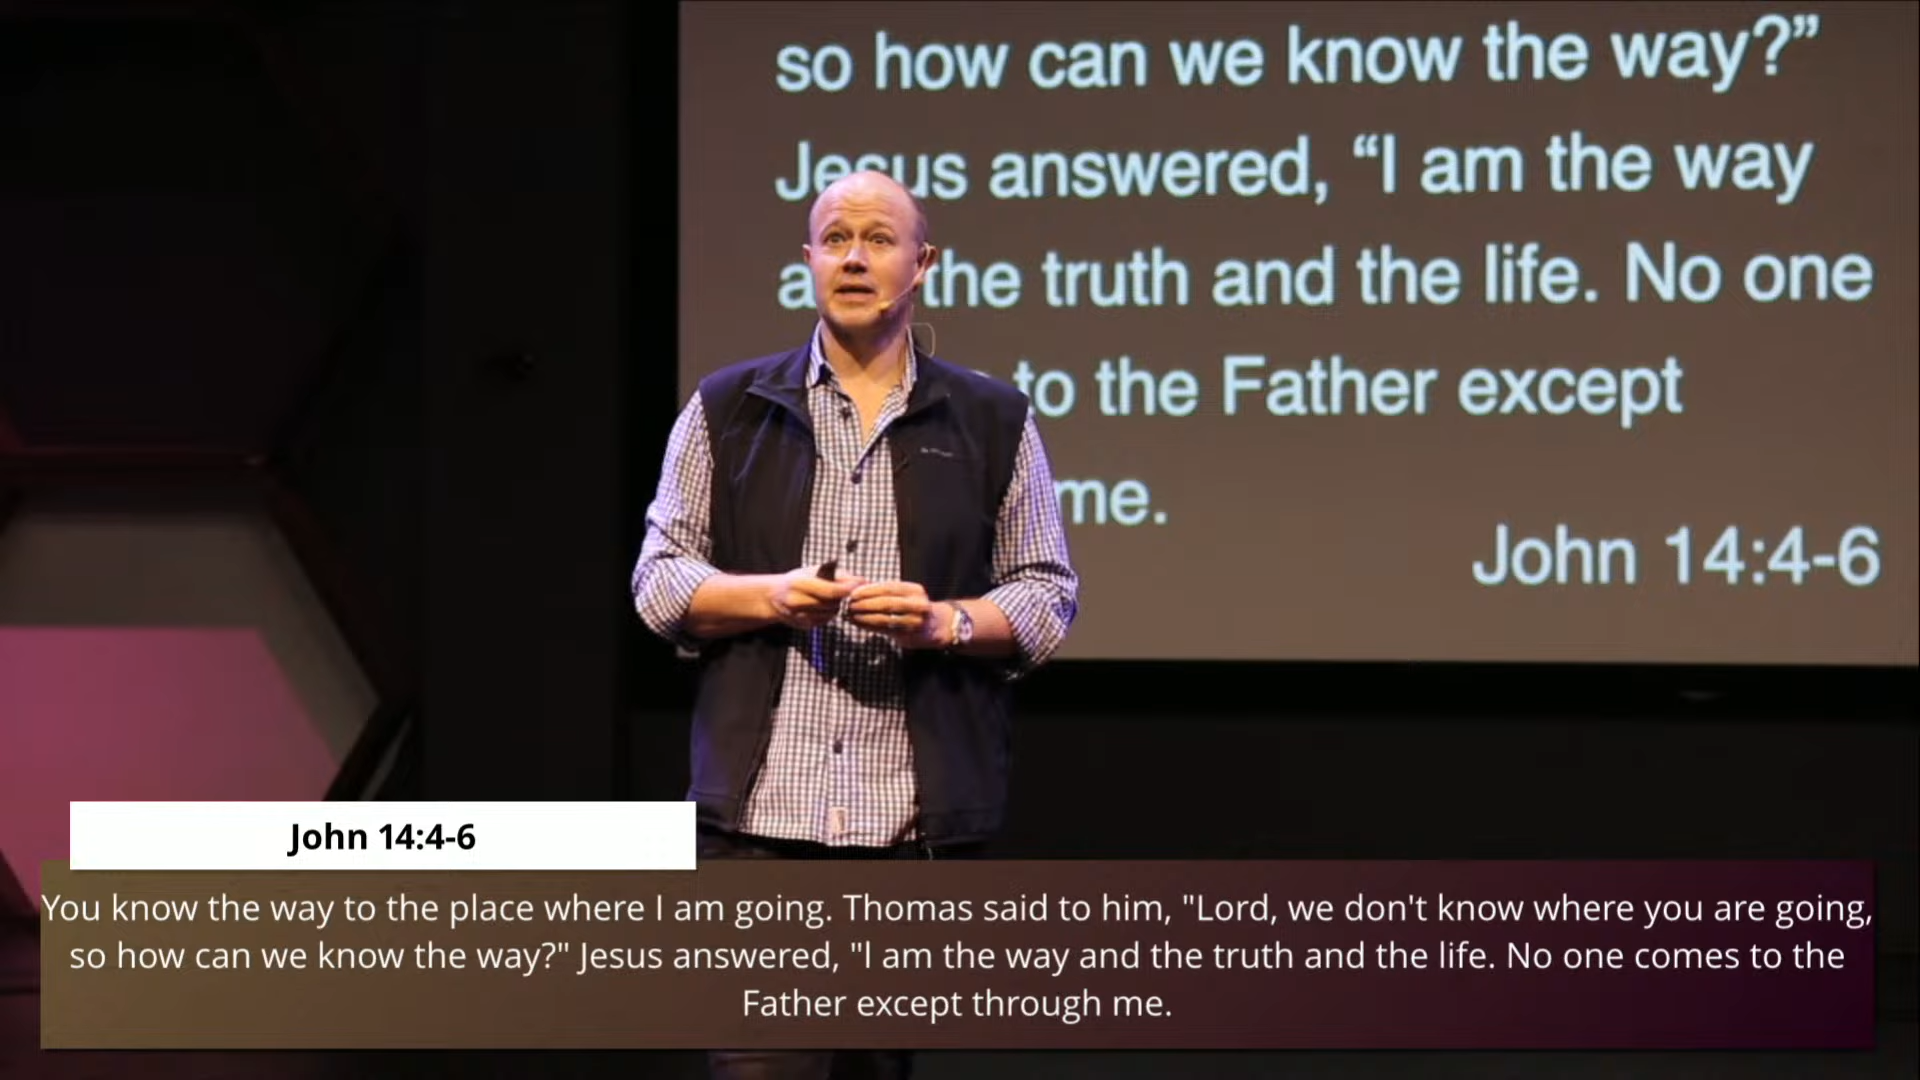 so how can we know the way?”
Jesus answered, “I am the way
the truth and the life. No one
to the Father except
me.
John 14:4-6
John 14:4-6
You know the way to the place where I am going. Thomas said to him, "Lord, we don't know where you are going,
so how can we know the way?" Jesus answered, "I am the way and the truth and the life. No one comes to the
Father except through me.